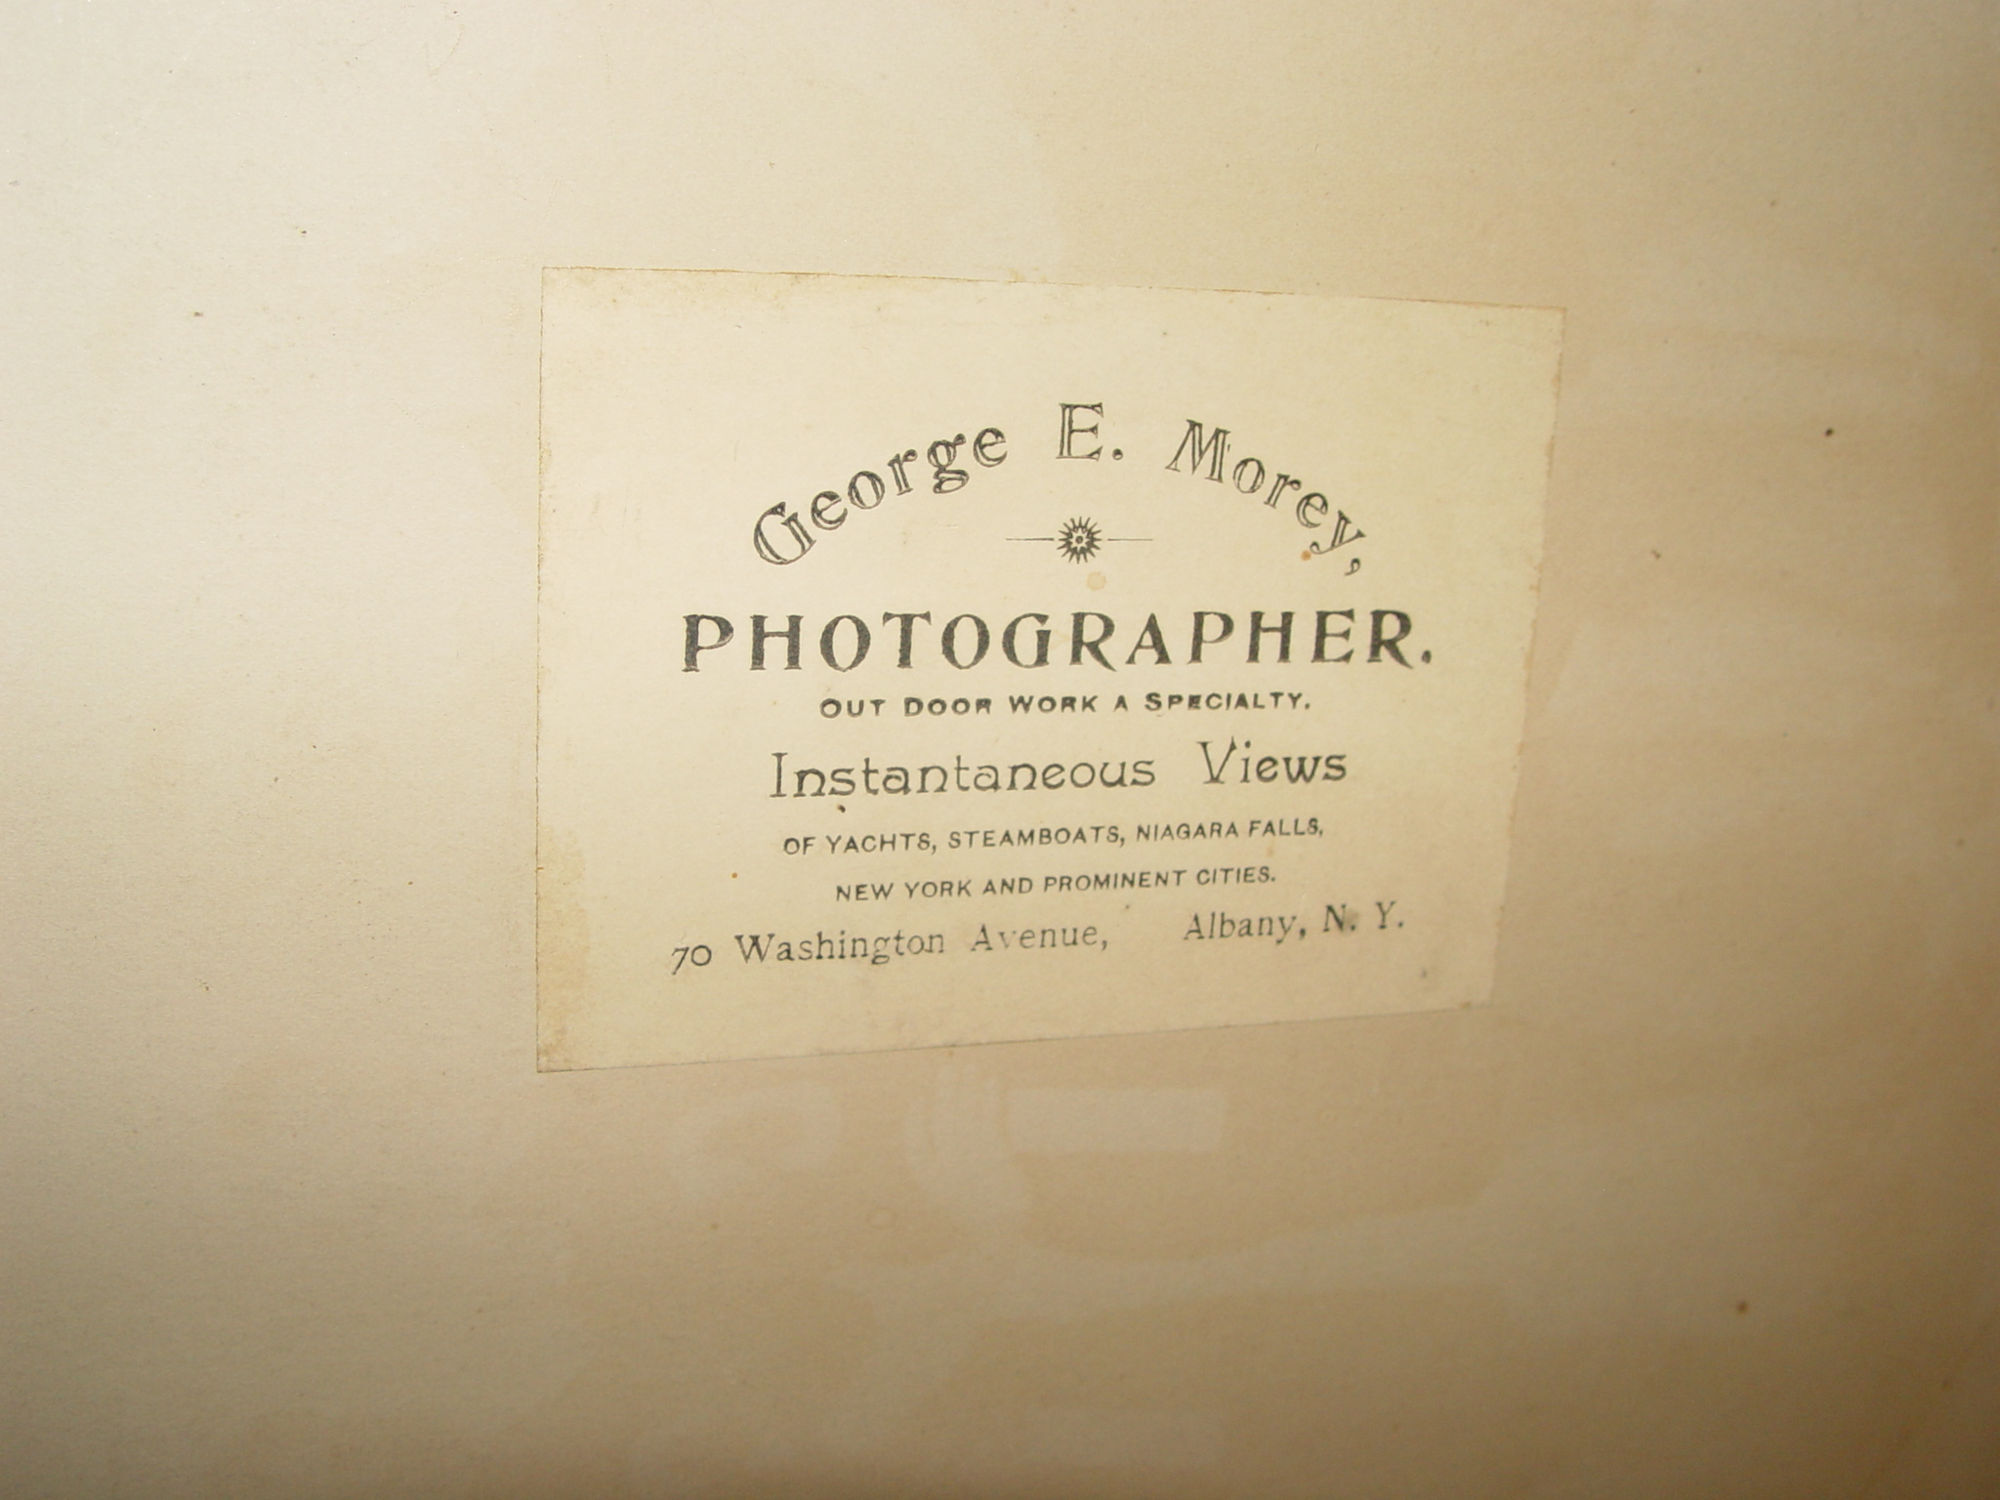 George E. Morey,
PHOTOGRAPHER.
OUT DOOR WORK A SPECIALTY.
Instantaneous Views
OF YACHTS, STEAMBOATS, NIAGARA FALLS,
NEW YORK AND PROMINENT CITIES.
70 Washington Avenue, Albany, N. Y.